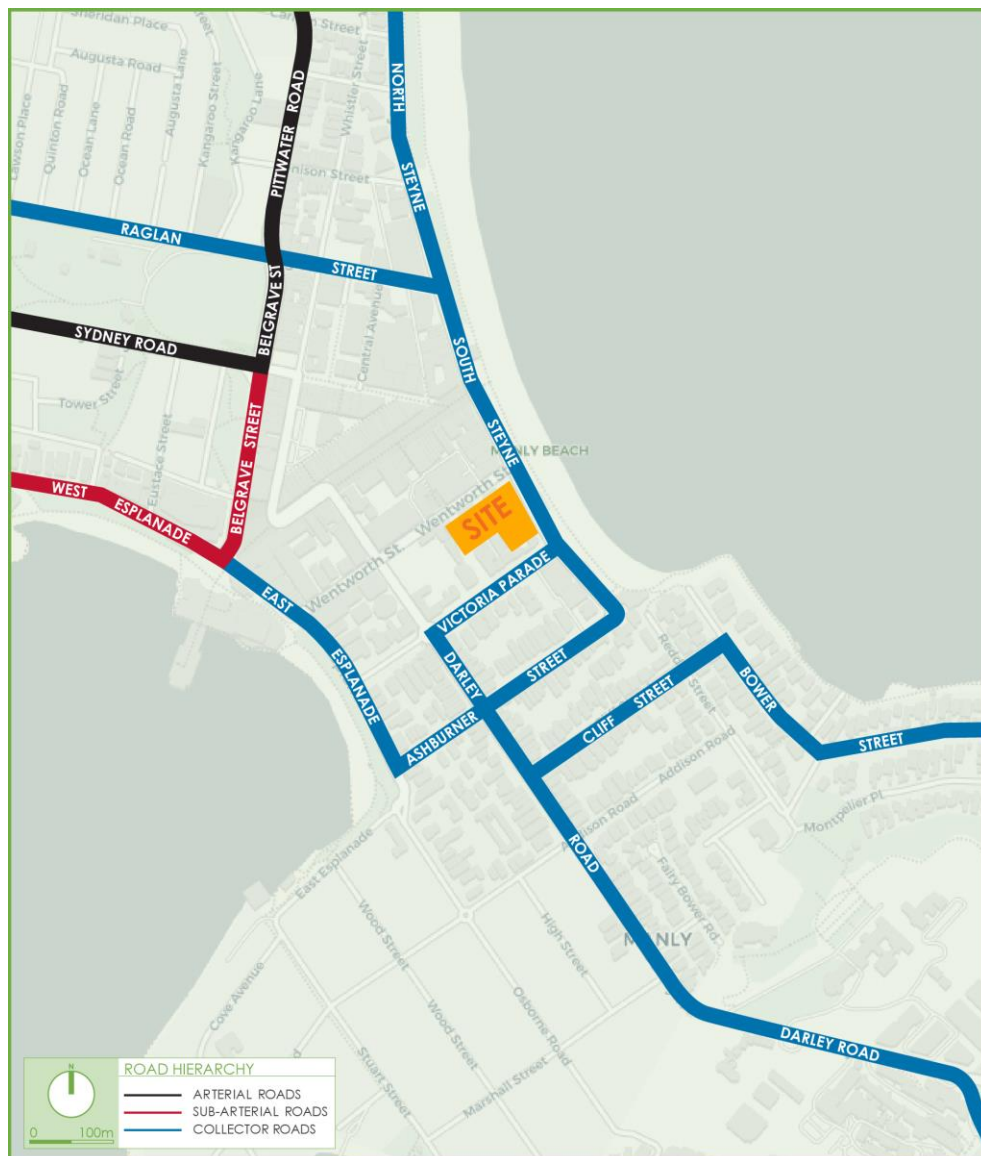 Sheridan Place
Augusta Road
Lawson Place
Quinton Road
Ocean Lane
Ocean Road
Augusta Lane
Kangaroo Street
Kangaroo Lane
Street
Whistler Street
PITTWATER ROAD
NORTH
STEYNE
RAGLAN
STREET
BELGRAVE ST
SYDNEY ROAD
Central Avenue
SOUTH
STEYNE
Tower Street
Eustace Street
BELGRAVE STREET
WEST
ESPLANADE
MANLY BEACH
Wentworth St.
SITE
Wentworth St.
EAST
ESPLANADE
VICTORIA PARADE
DARLEY
ASHBURNER
STREET
CLIFF STREET
BOWER
STREET
Street
Addison Road
Montpelier Pl
ROAD
East Esplanade
Fairy Bower Rd
MANLY
Wood Street
High Street
Cove Avenue
Wood Street
Osborne Road
Stuart Street
Marshall Street
DARLEY ROAD
N
0 100m
ROAD HIERARCHY
ARTERIAL ROADS
SUB-ARTERIAL ROADS
COLLECTOR ROADS